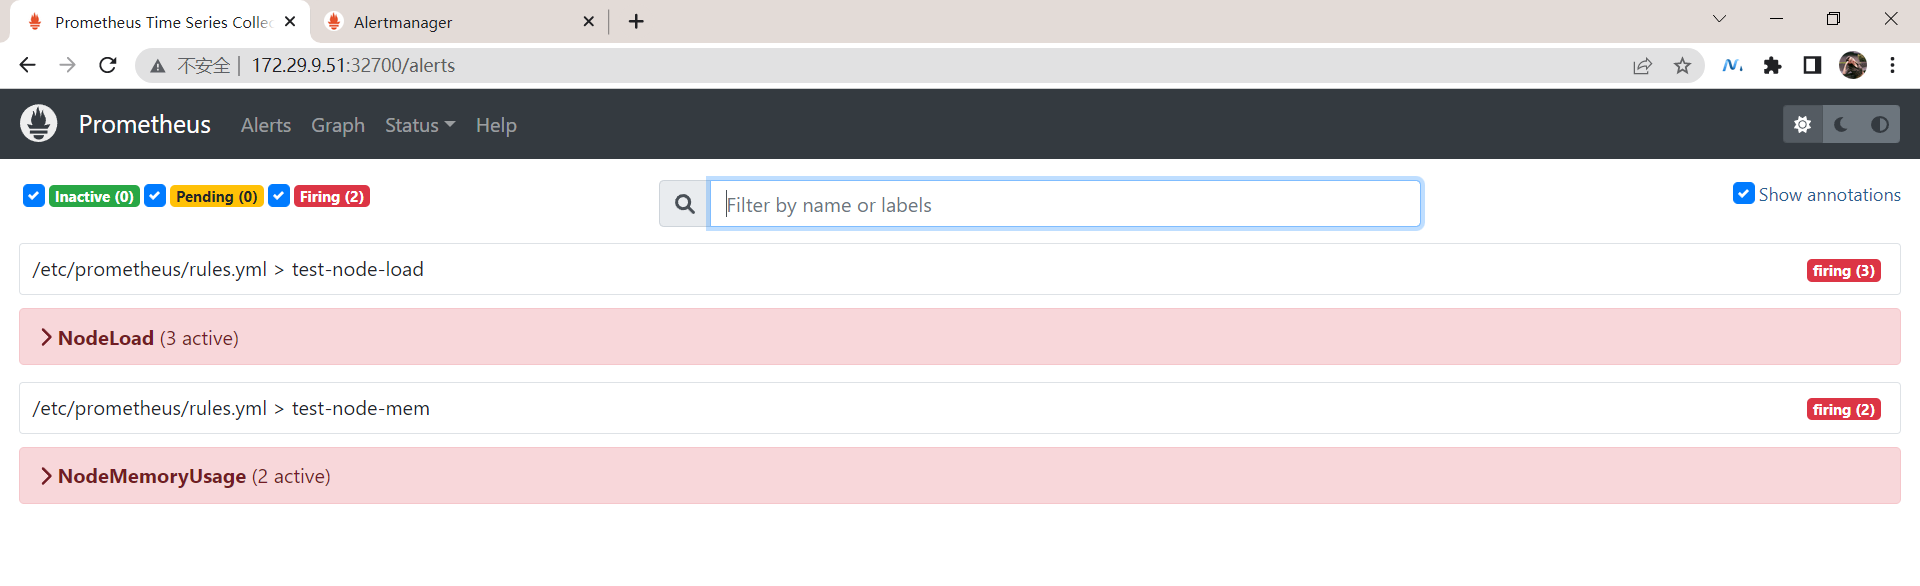 Prometheus Time Series Collec
Alertmanager
不安全 | 172.29.9.51:32700/alerts
Prometheus Alerts Graph Status Help
Inactive (0) Pending (0) Firing (2) Filter by name or labels Show annotations
/etc/prometheus/rules.yml > test-node-load firing (3)
NodeLoad (3 active)
/etc/prometheus/rules.yml > test-node-mem firing (2)
NodeMemoryUsage (2 active)